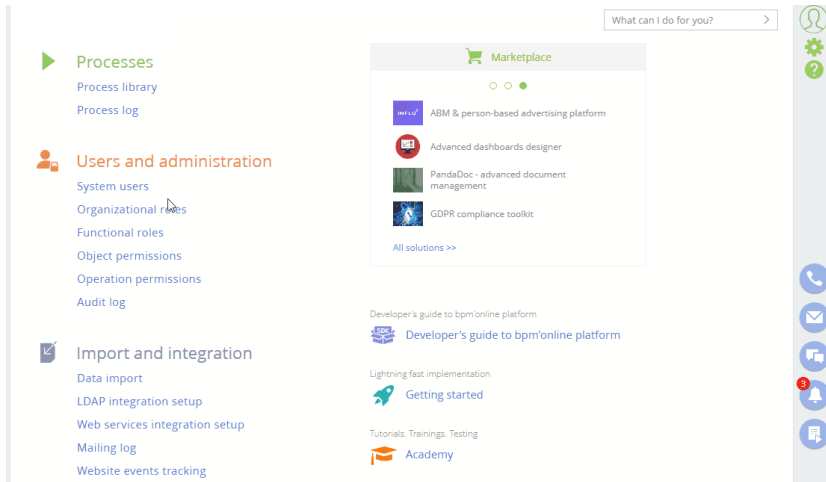 What can I do for you?
Processes
Process library
Process log
Users and administration
System users
Organizational roles
Functional roles
Object permissions
Operation permissions
Audit log
Import and integration
Data import
LDAP integration setup
Web services integration setup
Mailing log
Website events tracking
Marketplace
INFLU2
ABM & person-based advertising platform
Advanced dashboards designer
PandaDoc - advanced document
management
GDPR compliance toolkit
All solutions >>
Developer's guide to bpm'online platform
SDK
Developer's guide to bpm'online platform
Lightning fast implementation
Getting started
Tutorials. Trainings. Testing
Academy
?
3